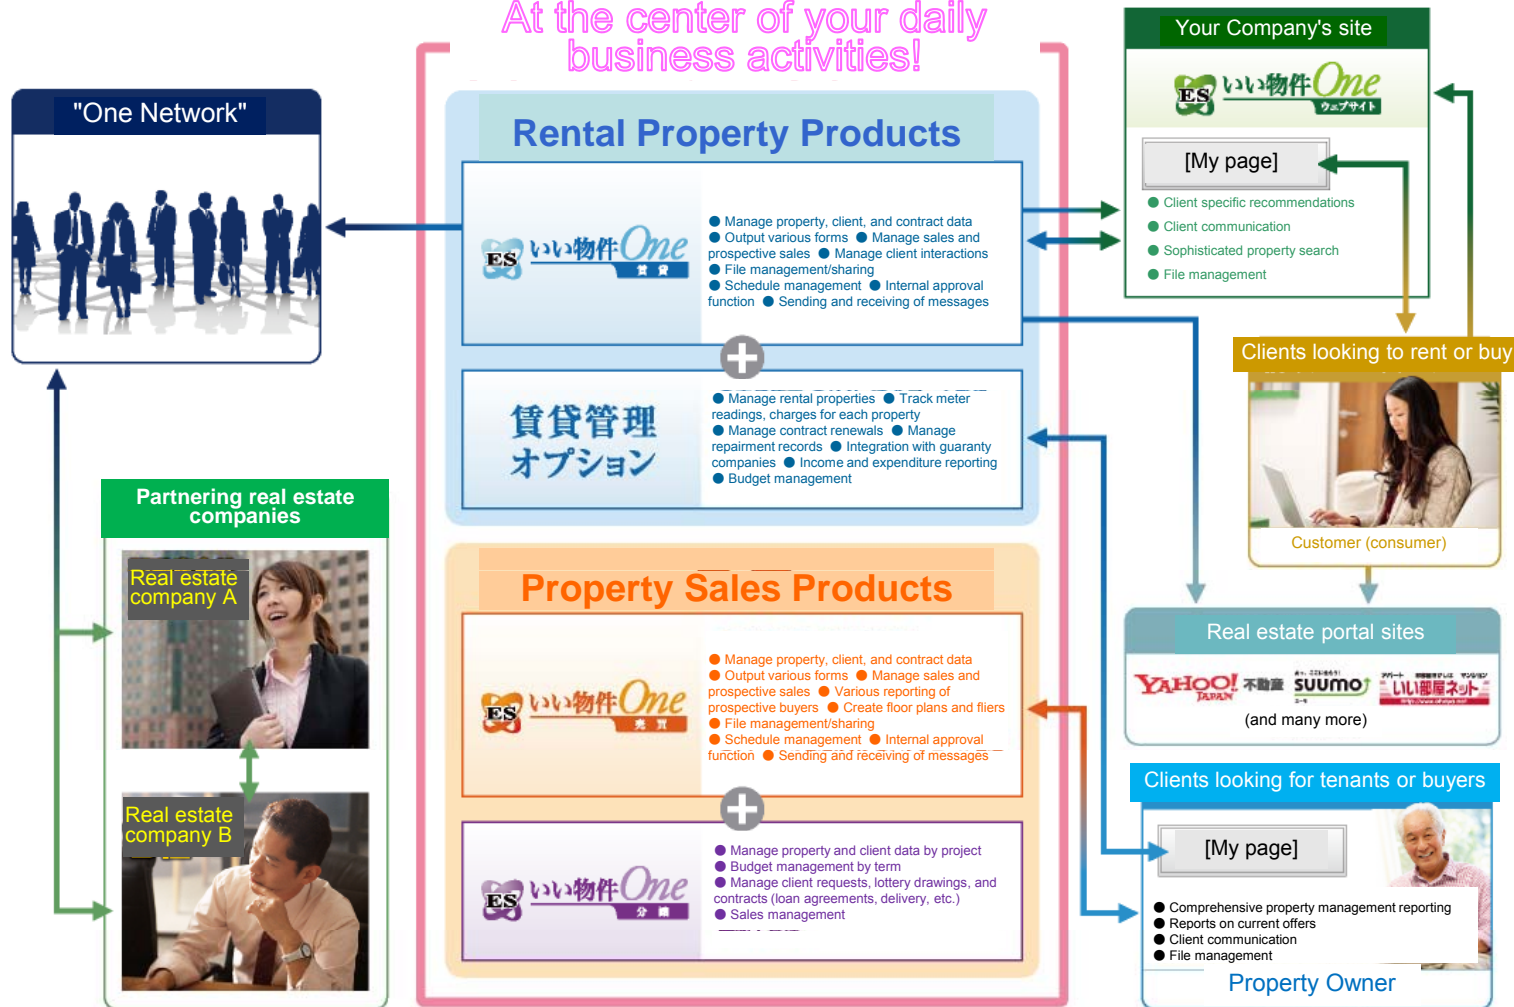 At the center of your daily
business activities!
"One Network"
Partnering real estate
companies
Real estate
company A
Real estate
company B
Rental Property Products
ES いい物件One
賃貸
● Manage property, client, and contract data
● Output various forms ● Manage sales and
prospective sales ● Manage client interactions
● File management/sharing
● Schedule management ● Internal approval
function ● Sending and receiving of messages
賃貸管理
オプション
● Manage rental properties ● Track meter
readings, charges for each property
● Manage contract renewals ● Manage
repairment records ● Integration with guaranty
companies ● Income and expenditure reporting
● Budget management
Property Sales Products
ES いい物件One
売買
● Manage property, client, and contract data
● Output various forms ● Manage sales and
prospective sales ● Various reporting of
prospective buyers ● Create floor plans and fliers
● File management/sharing
● Schedule management ● Internal approval
function ● Sending and receiving of messages
ES いい物件One
分譲
● Manage property and client data by project
● Budget management by term
● Manage client requests, lottery drawings, and
contracts (loan agreements, delivery, etc.)
● Sales management
Your Company's site
ES いい物件One
ウェブサイト
[My page]
● Client specific recommendations
● Client communication
● Sophisticated property search
● File management
Clients looking to rent or buy
Customer (consumer)
Real estate portal sites
YAHOO! 不動産
JAPAN
SUUMO
スーモ
いい部屋ネット
(and many more)
Clients looking for tenants or buyers
[My page]
● Comprehensive property management reporting
● Reports on current offers
● Client communication
● File management
Property Owner